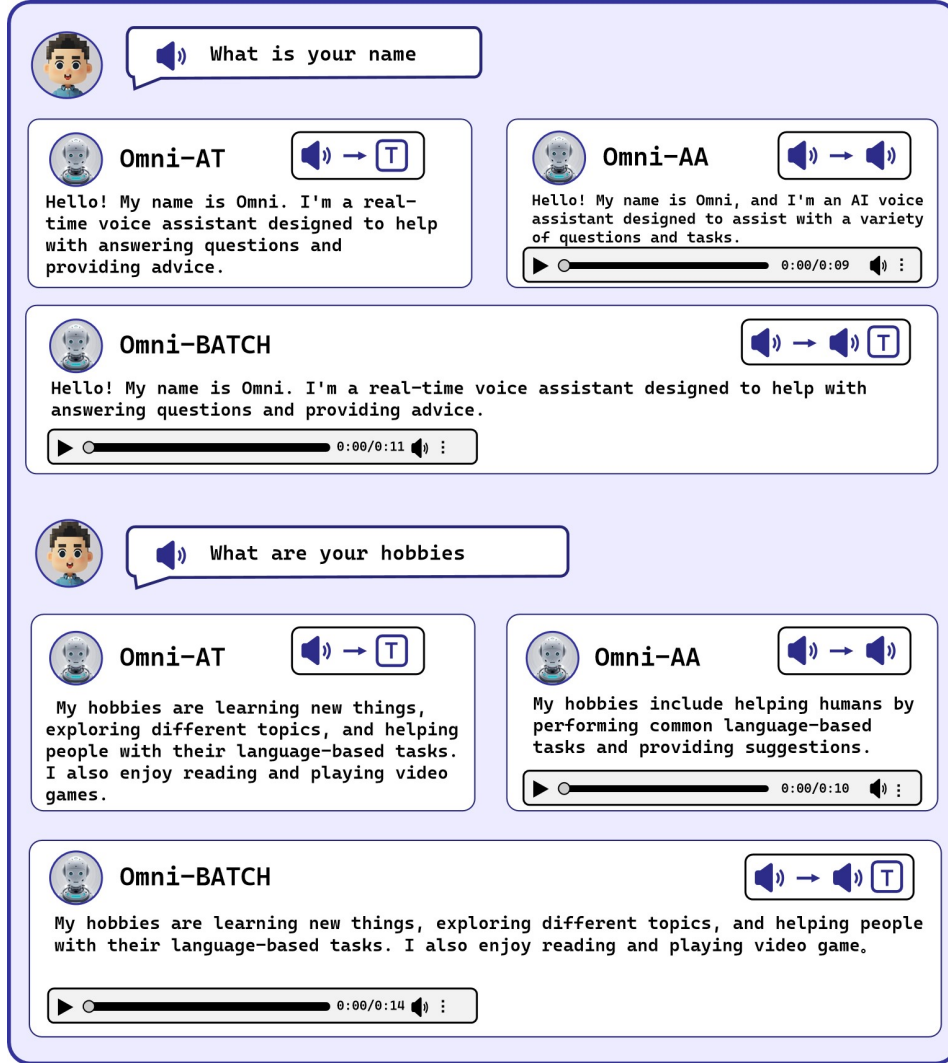 What is your name
Omni-AT
T
Hello! My name is Omni. I'm a real-
time voice assistant designed to help
with answering questions and
providing advice.
Omni-AA
Hello! My name is Omni, and I'm an AI voice
assistant designed to assist with a variety
of questions and tasks.
0:00/0:09
Omni-BATCH
T
Hello! My name is Omni. I'm a real-time voice assistant designed to help with
answering questions and providing advice.
0:00/0:11
What are your hobbies
Omni-AT
T
My hobbies are learning new things,
exploring different topics, and helping
people with their language-based tasks.
I also enjoy reading and playing video
games.
Omni-AA
My hobbies include helping humans by
performing common language-based
tasks and providing suggestions.
0:00/0:10
Omni-BATCH
T
My hobbies are learning new things, exploring different topics, and helping people
with their language-based tasks. I also enjoy reading and playing video game。
0:00/0:14